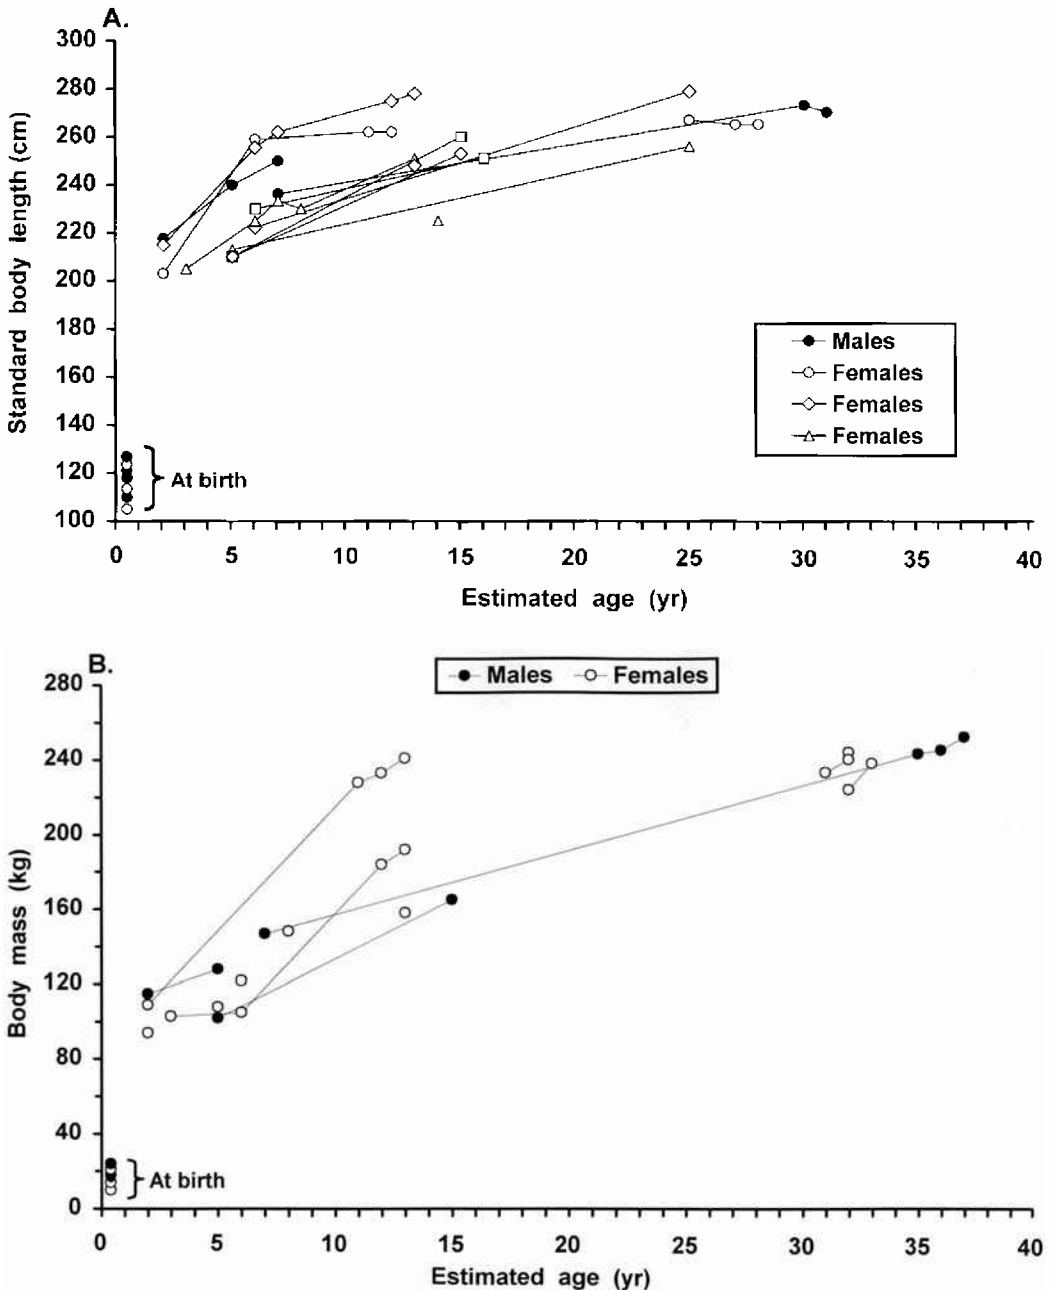 A.
300
280
260
240
220
200
180
160
140
120
100
Standard body length (cm)
Males
Females
Females
Females
At birth
0 5 10 15 20 25 30 35 40
Estimated age (yr)
B.
Males Females
280
240
200
160
120
80
40
0
Body mass (kg)
At birth
0 5 10 15 20 25 30 35 40
Estimated age (yr)